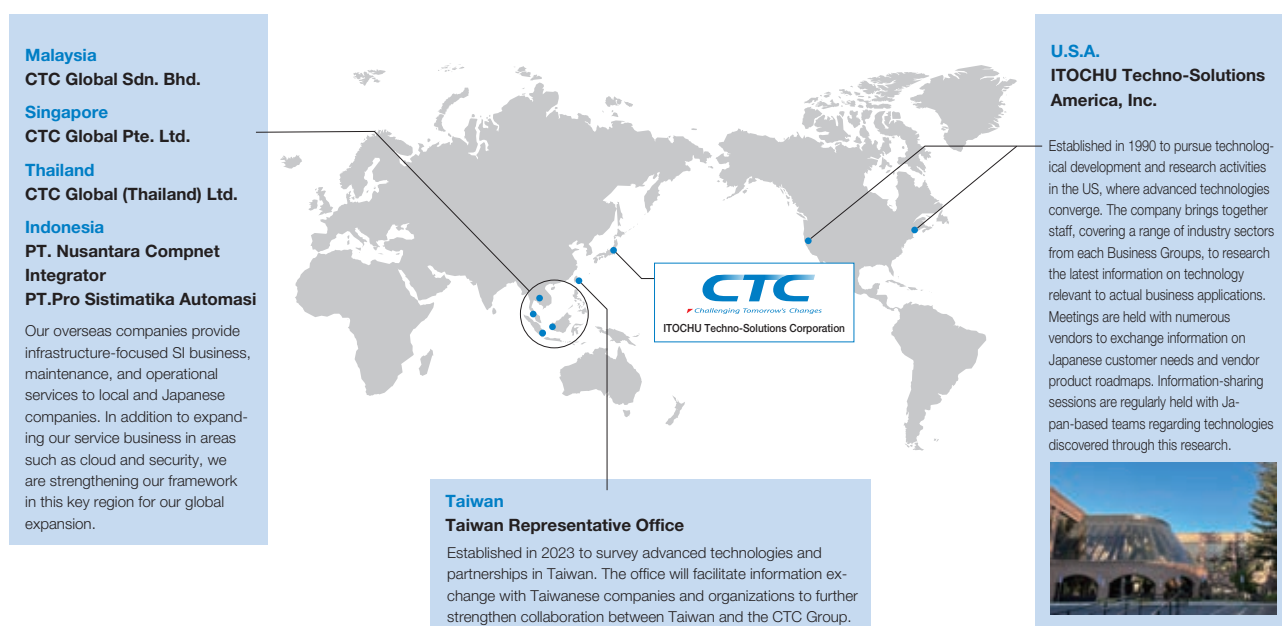 Malaysia
CTC Global Sdn. Bhd.
Singapore
CTC Global Pte. Ltd.
Thailand
CTC Global (Thailand) Ltd.
Indonesia
PT. Nusantara Compnet
Integrator
PT.Pro Sistimatika Automasi
Our overseas companies provide
infrastructure-focused SI business,
maintenance, and operational
services to local and Japanese
companies. In addition to expand-
ing our service business in areas
such as cloud and security, we
are strengthening our framework
in this key region for our global
expansion.
CTC
Challenging Tomorrow's Changes
ITOCHU Techno-Solutions Corporation
Taiwan
Taiwan Representative Office
Established in 2023 to survey advanced technologies and
partnerships in Taiwan. The office will facilitate information ex-
change with Taiwanese companies and organizations to further
strengthen collaboration between Taiwan and the CTC Group.
U.S.A.
ITOCHU Techno-Solutions
America, Inc.
Established in 1990 to pursue technolog-
ical development and research activities
in the US, where advanced technologies
converge. The company brings together
staff, covering a range of industry sectors
from each Business Groups, to research
the latest information on technology
relevant to actual business applications.
Meetings are held with numerous
vendors to exchange information on
Japanese customer needs and vendor
product roadmaps. Information-sharing
sessions are regularly held with Ja-
pan-based teams regarding technologies
discovered through this research.